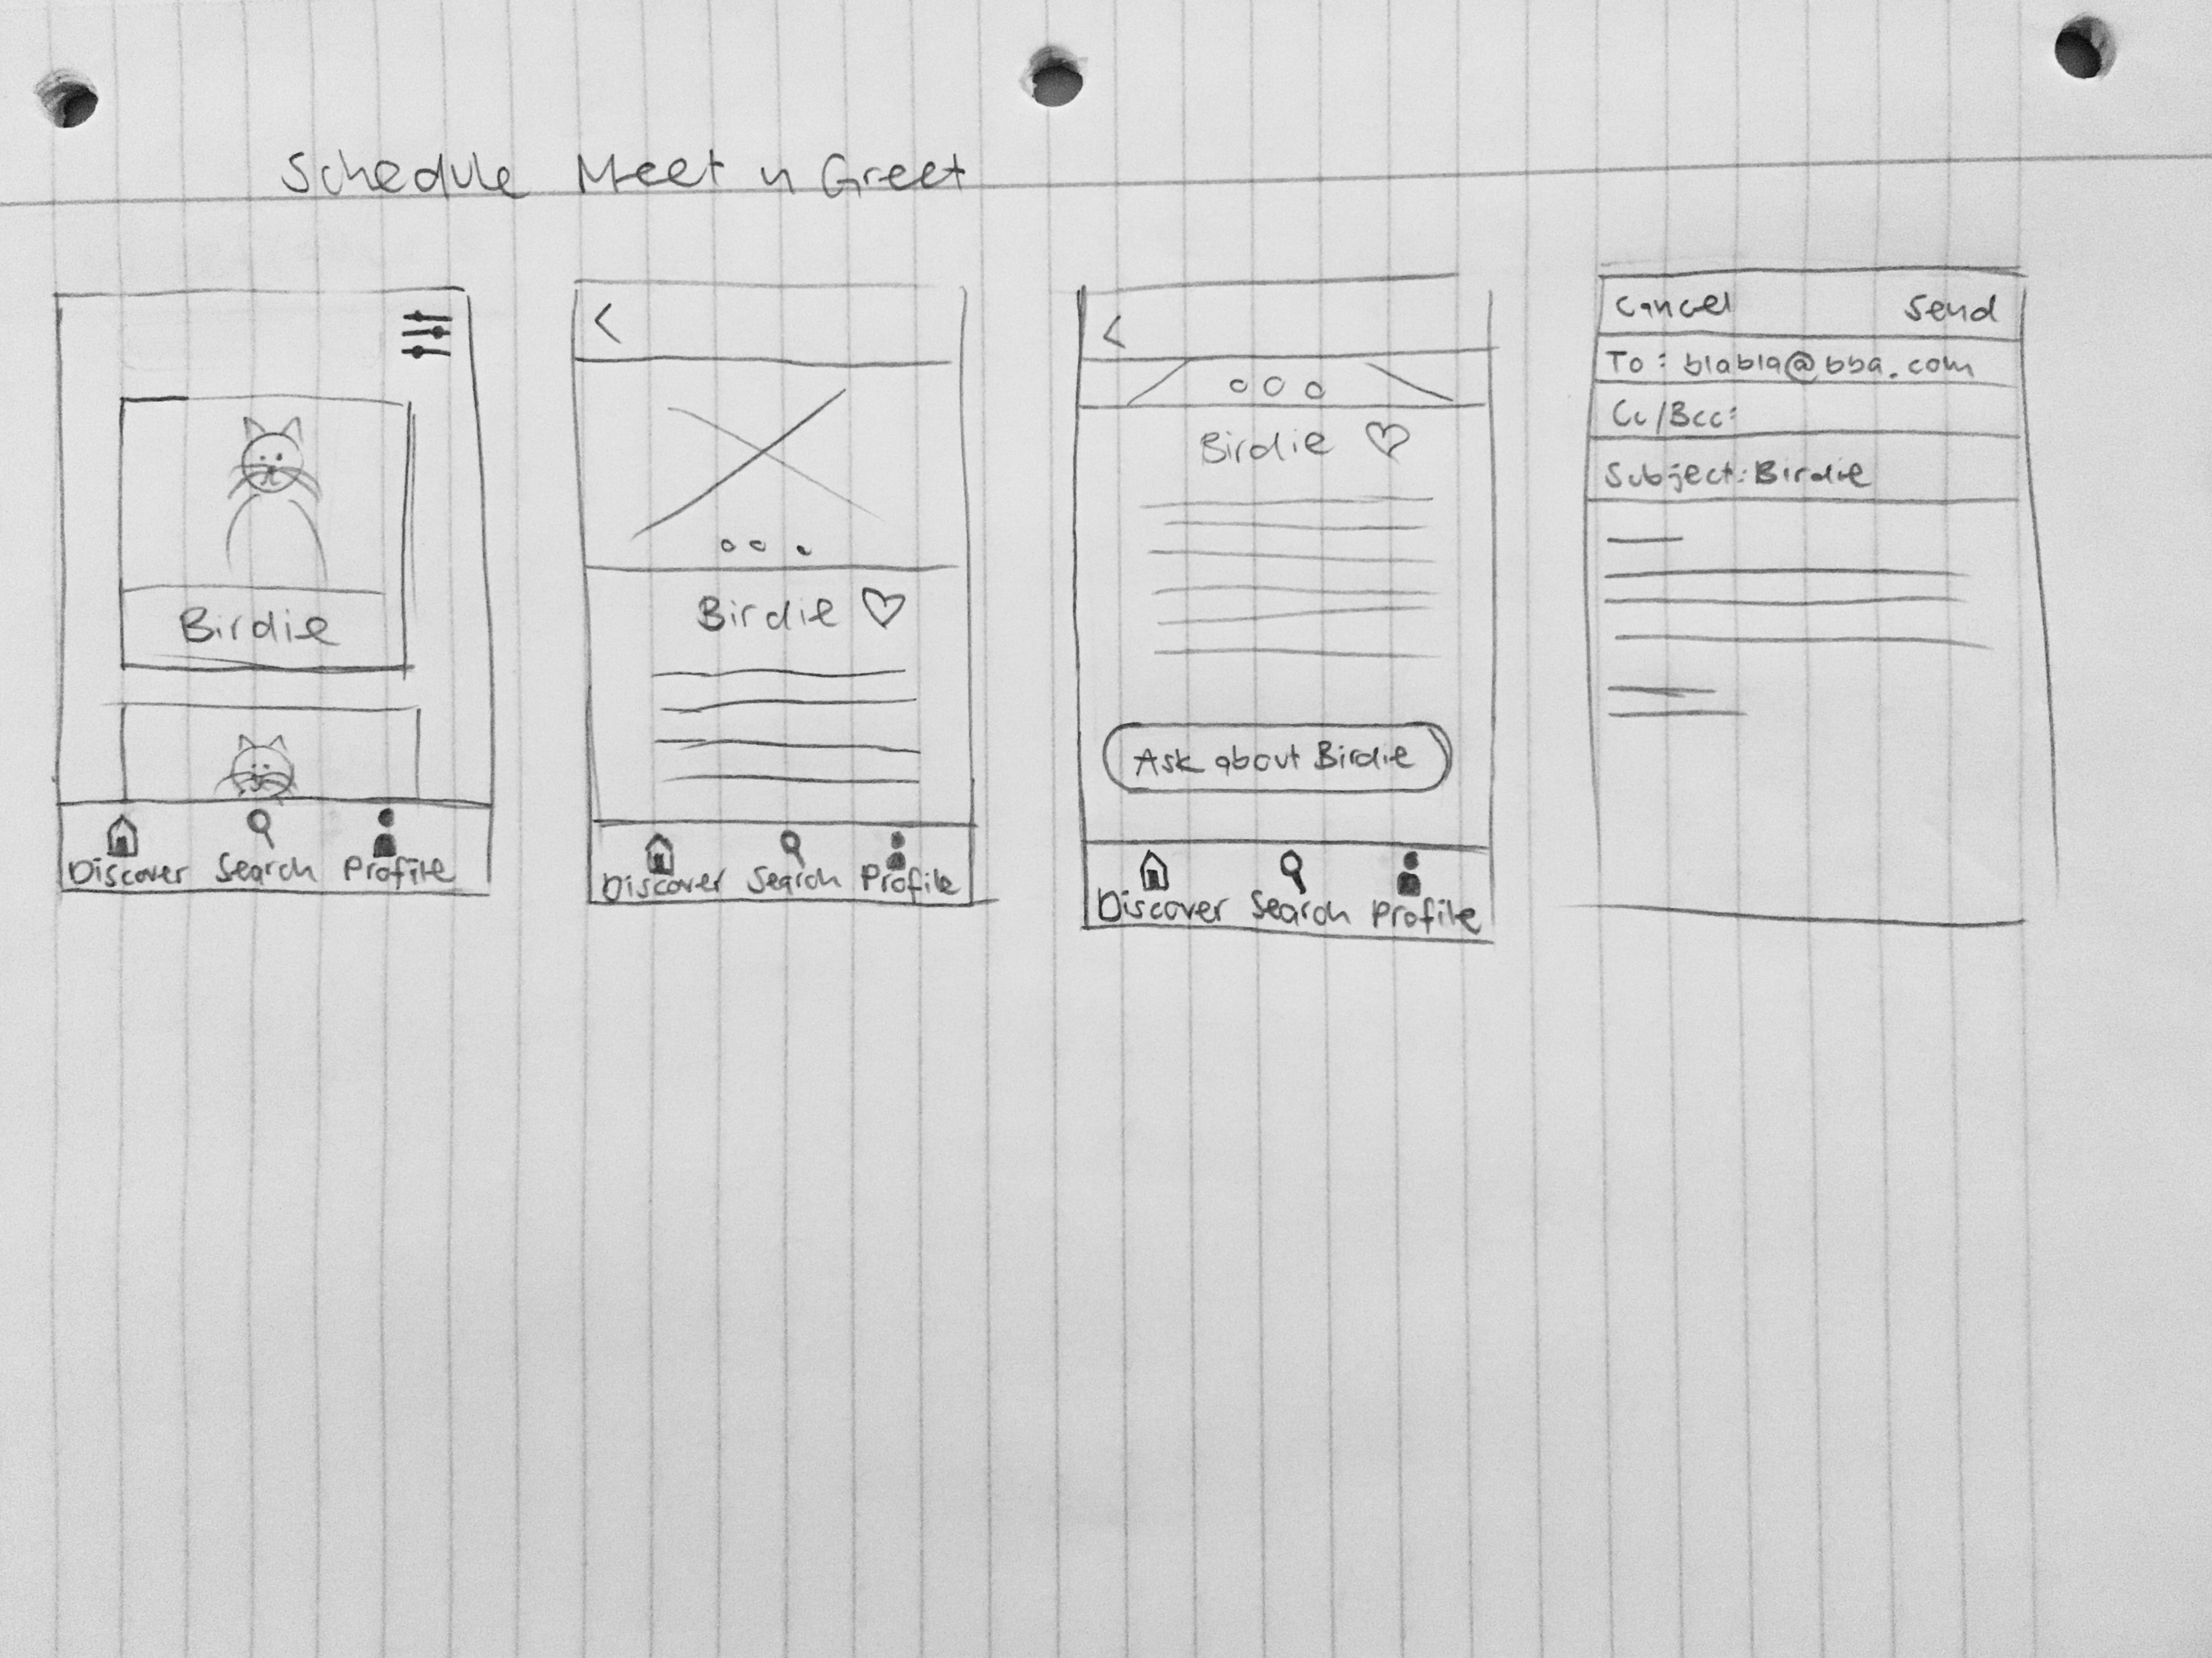 Schedule Meet n Greet
Birdie
Discover Search Profile
<
Birdie ♡
Discover Search Profile
<
Birdie ♡
Ask about Birdie
Discover Search Profile
Cancel Send
To: blabla@bba.com
Cc/Bcc:
Subject: Birdie